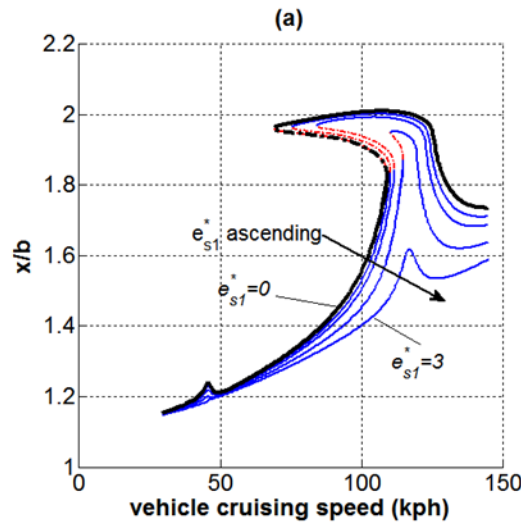 (a)
2.2
2
1.8
1.6
1.4
1.2
1
x/b
e*s1 ascending
e*s1=0
e*s1=3
0
50
100
150
vehicle cruising speed (kph)